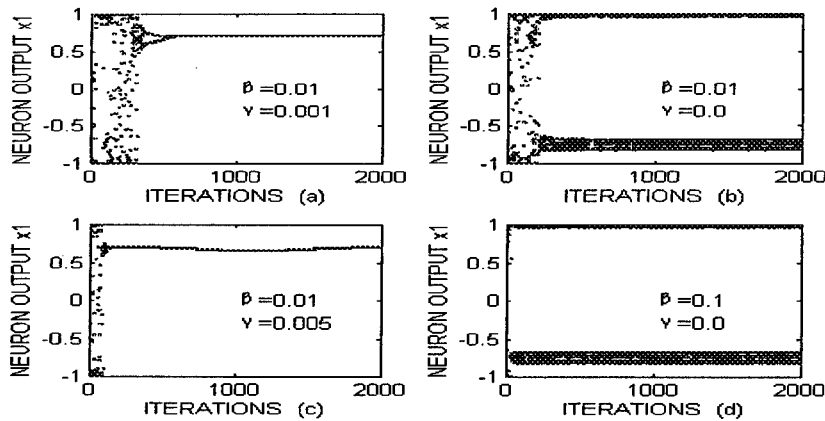 NEURON OUTPUT x1
1
0.5
0
-0.5
-1
β=0.01
γ=0.001
0
1000
2000
ITERATIONS (a)
NEURON OUTPUT x1
1
0.5
0
-0.5
-1
β=0.01
γ=0.0
0
1000
2000
ITERATIONS (b)
NEURON OUTPUT x1
1
0.5
0
-0.5
-1
β=0.01
γ=0.005
0
1000
2000
ITERATIONS (c)
NEURON OUTPUT x1
1
0.5
0
-0.5
-1
β=0.1
γ=0.0
0
1000
2000
ITERATIONS (d)